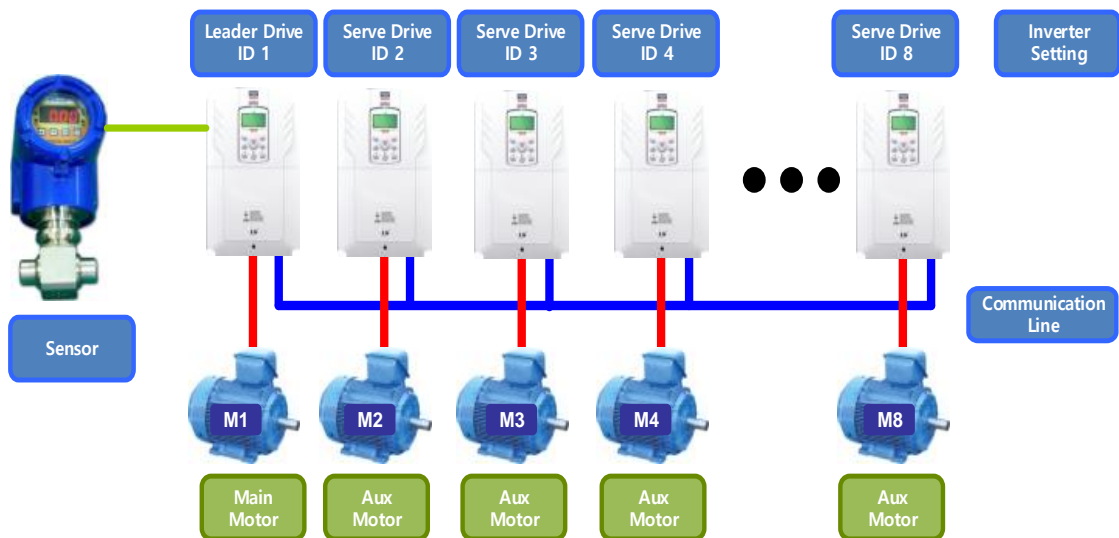 Leader Drive
ID 1
Serve Drive
ID 2
Serve Drive
ID 3
Serve Drive
ID 4
Serve Drive
ID 8
Inverter
Setting
Sensor
Communication
Line
M1
M2
M3
M4
M8
Main
Motor
Aux
Motor
Aux
Motor
Aux
Motor
Aux
Motor